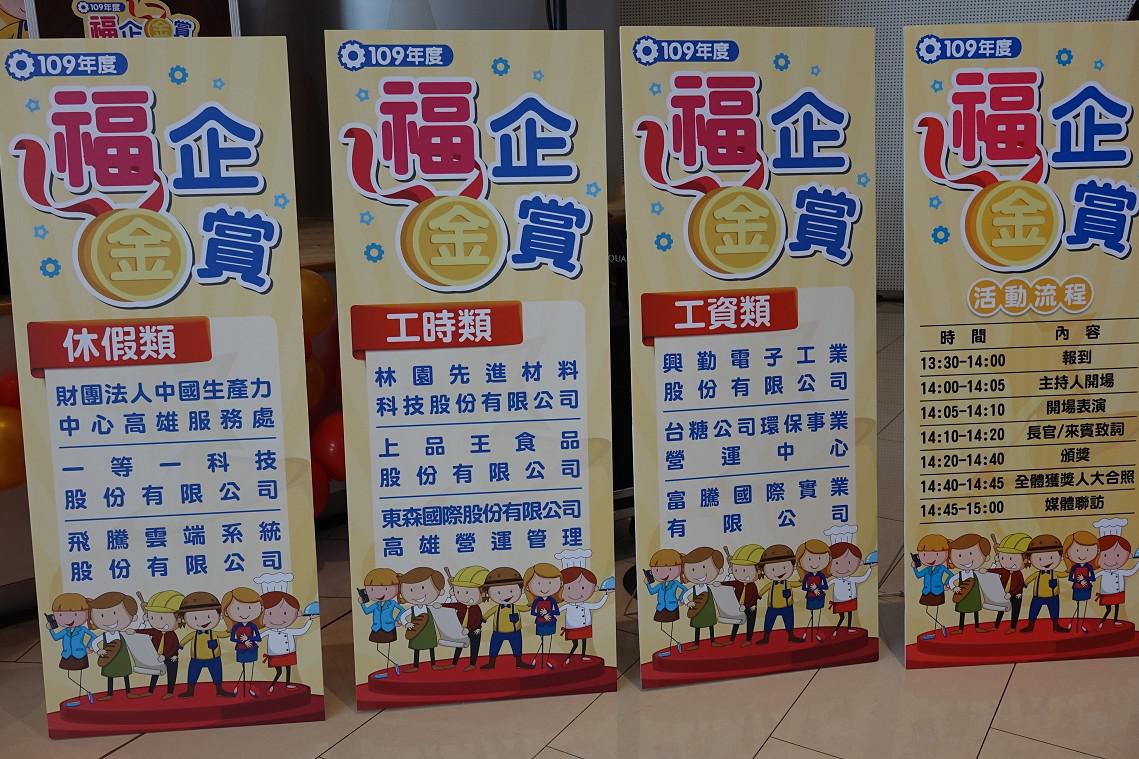 109年度
福企金賞
109年度
福企
金賞
休假類
財團法人中國生產力
中心高雄服務處
一等一科技
股份有限公司
飛騰雲端系統
股份有限公司
109年度
福企
金賞
工時類
林園先進材料
科技股份有限公司
上品王食品
股份有限公司
東森國際股份有限公司
高雄營運管理
109年度
福企
金賞
工資類
興勤電子工業
股份有限公司
台糖公司環保事業
營運中心
富騰國際實業
有限公司
109年度
福企
金賞
活動流程
時間 內容
13:30-14:00 報到
14:00-14:05 主持人開場
14:05-14:10 開場表演
14:10-14:20 長官/來賓致詞
14:20-14:40 頒獎
14:40-14:45 全體獲獎人大合照
14:45-15:00 媒體聯訪